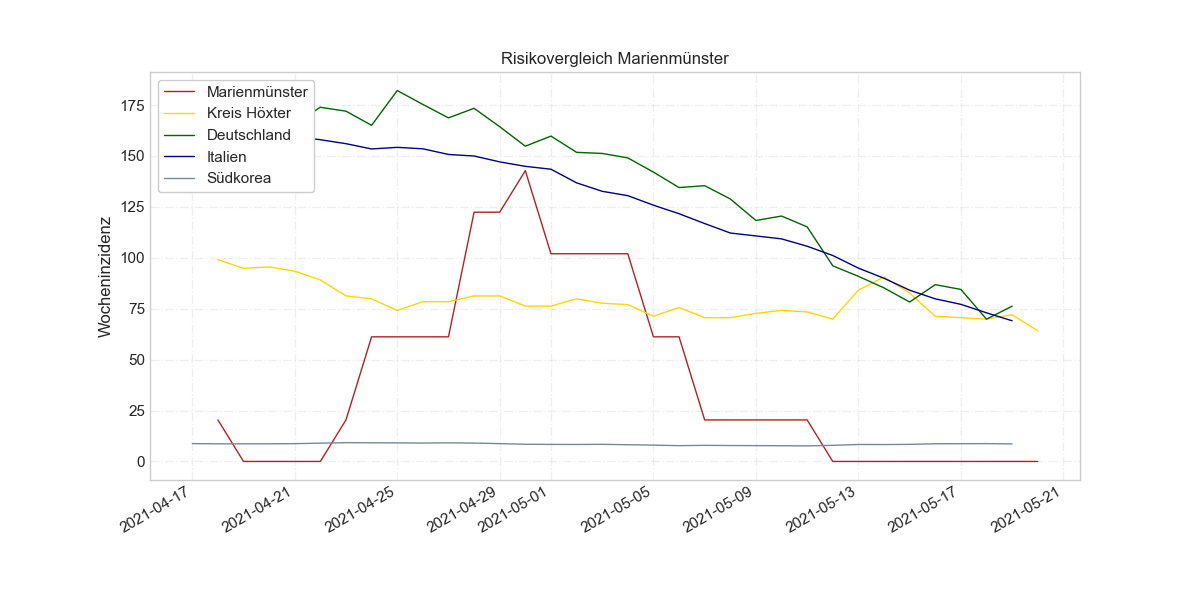 Risikovergleich Marienmünster
Marienmünster
Kreis Höxter
Deutschland
Italien
Südkorea
Wocheninzidenz
175
150
125
100
75
50
25
0
2021-04-17
2021-04-21
2021-04-25
2021-04-29
2021-05-01
2021-05-05
2021-05-09
2021-05-13
2021-05-17
2021-05-21